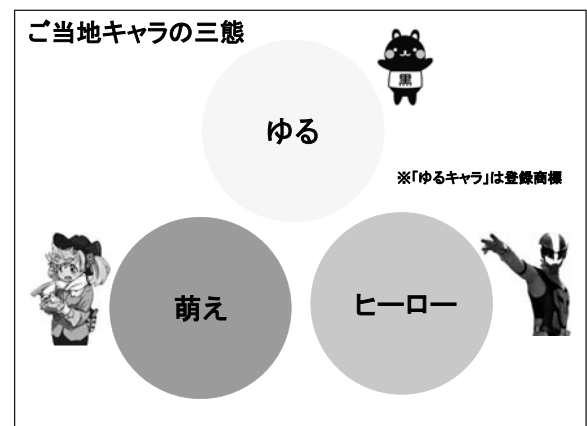 ご当地キャラの三態
黒
ゆる
※「ゆるキャラ」は登録商標
萌え
ヒーロー